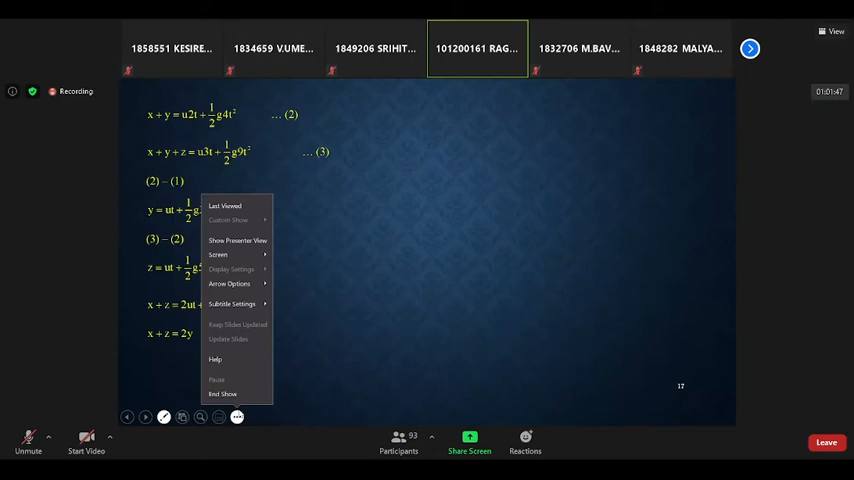 View
1858551 KESIRE...
1834659 V.UME...
1849206 SRIHIT...
101200161 RAG...
1832706 M.BAV...
1848282 MALYA...
Recording
01:01:47
x + y = u2t + 1/2 g4t² ... (2)
x + y + z = u3t + 1/2 g9t² ... (3)
(2) – (1)
y = ut + 1/2 g
(3) – (2)
z = ut + 1/2 g5
x + z = 2ut +
x + z = 2y
Last Viewed
Custom Show
Show Presenter View
Screen
Display Settings
Arrow Options
Subtitle Settings
Keep Slides Updated
Update Slides
Help
Pause
End Show
17
Unmute
Start Video
93
Participants
Share Screen
Reactions
Leave